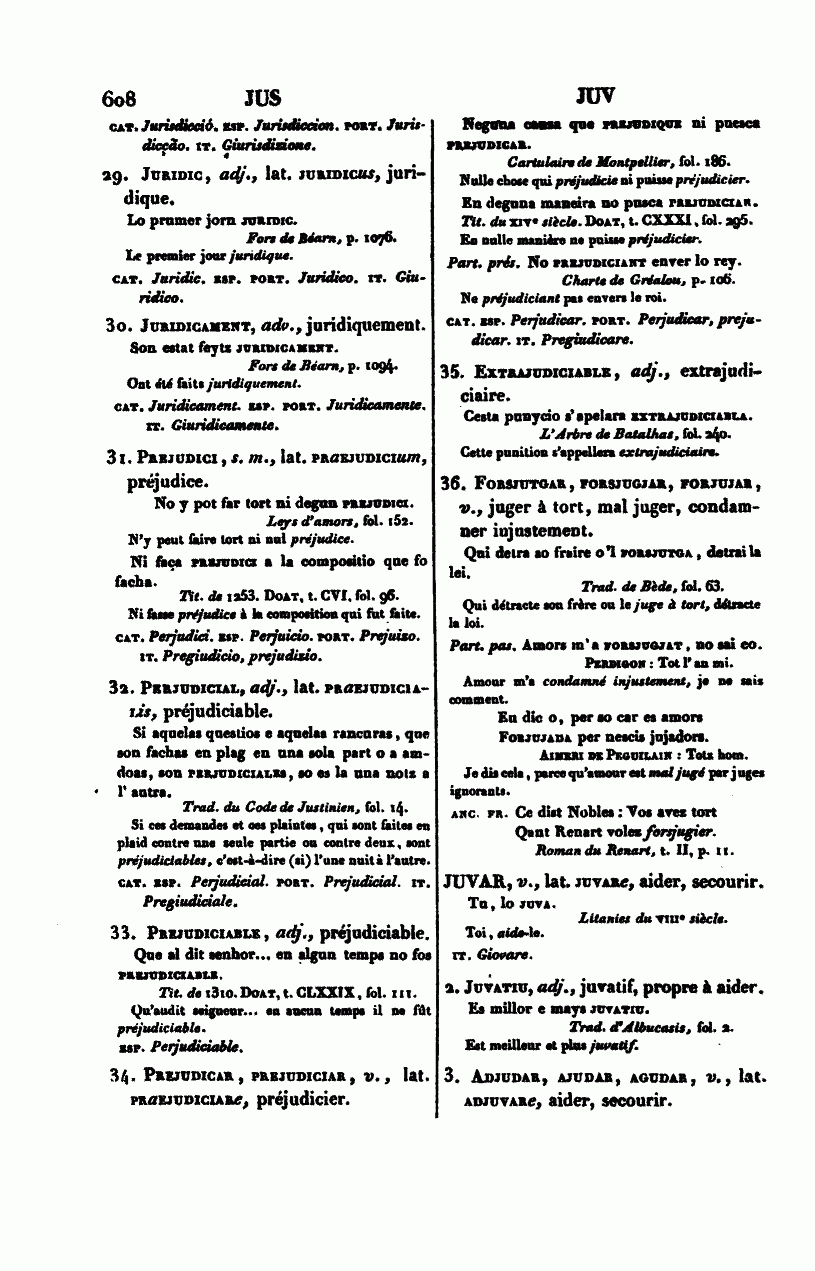 608 JUS JUV
CAT. Jurisdicció. ESP. Jurisdiccion. PORT. Juris-
dicção. IT. Giurisdizione.
29. JURIDIC, adj., lat. JURIDICUS, juri-
dique.
Lo prumer jorn JURIDIC.
Fors de Béarn, p. 1076.
Le premier jour juridique.
CAT. Juridic. ESP. PORT. Juridico. IT. Giu-
ridico.
30. JURIDICAMENT, adv., juridiquement.
Son estat feytz JURIDICAMENT.
Fors de Béarn, p. 1094.
Ont été faits juridiquement.
CAT. Juridicament. ESP. PORT. Juridicamente.
IT. Giuridicamente.
31. PREJUDICI, s. m., lat. PRAEJUDICIum,
préjudice.
No y pot far tort ni degun PREJUDICI.
Leys d'amors, fol. 152.
N'y peut faire tort ni nul préjudice.
Ni faça PREJUDICI a la compositio que fo
facha.
Tit. de 1253. DOAT, t. CVI, fol. 96.
Ni fasse préjudice à la composition qui fut faite.
CAT. Perjudici. ESP. Perjuicio. PORT. Prejuizo.
IT. Pregiudicio, prejudizio.
32. PREJUDICIAL, adj., lat. PRAEJUDICIA-
LIS, préjudiciable.
Si aquelas questios e aquelas rancuras, que
son fachas en plag en una sola part o a am-
doas, son PREJUDICIALES, so es la una notz a
l'autra.
Trad. du Code de Justinien, fol. 14.
Si ces demandes et ces plaintes, qui sont faites en
plaid contre une seule partie ou contre deux, sont
préjudiciables, c'est-à-dire (si) l'une nuit à l'autre.
CAT. ESP. Perjudicial. PORT. Prejudicial. IT.
Pregiudiciale.
33. PREJUDICIABLE, adj., préjudiciable.
Que al dit senhor... en algun temps no fos
PREJUDICIABLE.
Tit. de 1310. DOAT, t. CLXXIX, fol. 111.
Qu'audit seigneur... en aucun temps il ne fût
préjudiciable.
ESP. Perjudiciable.
34. PREJUDICAR, PREJUDICIAR, v., lat.
PRAEJUDICIARe, préjudicier.
Neguna causa que PREJUDIQUE ni puesca
PREJUDICAR.
Cartulaire de Montpellier, fol. 186.
Nulle chose qui préjudicie ni puisse préjudicier.
En deguna maneira no pusca PREJUDICIAR.
Tit. du XIVe siècle. DOAT, t. CXXXI, fol. 295.
En nulle manière ne puisse préjudicier.
Part. prés. No PREJUDICIANT enver lo rey.
Charte de Gréalou, p. 106.
Ne préjudiciant pas envers le roi.
CAT. ESP. Perjudicar. PORT. Perjudicar, preju-
dicar. IT. Pregiudicare.
35. EXTRAJUDICIABLE, adj., extrajudi-
ciaire.
Cesta punycio s'apelara EXTRAJUDICIABLA.
L'Arbre de Batalhas, fol. 240.
Cette punition s'appellera extrajudiciaire.
36. FORSJUTGAR, FORSJUGJAR, FORJUJAR,
v., juger à tort, mal juger, condam-
ner injustement.
Qui detra so fraire o'l FORSJUTGA, detrai la
lei.
Trad. de Bède, fol. 63.
Qui détracte son frère ou le juge à tort, détracte
la loi.
Part. pas. Amors m'a FORSJUGJAT, no sai co.
PERDIGON : Tot l'an mi.
Amour m'a condamné injustement, je ne sais
comment.
Eu dic o, per so car es amors
FORJUJADA per nescis jujadors.
AIMERI DE PEGUILAIN : Totz hom.
Je dis cela, parce qu'amour est mal jugé par juges
ignorants.
ANC. FR. Ce dist Nobles : Vos avez tort
Qant Renart volez forsjugier.
Roman du Renart, t. II, p. 11.
JUVAR, v., lat. JUVARe, aider, secourir.
Tu, lo JUVA.
Litanies du VIIIe siècle.
Toi, aide-le.
IT. Giovare.
2. JUVATIU, adj., juvatif, propre à aider.
Es millor e mays JUVATIU.
Trad. d'Albucasis, fol. 2.
Est meilleur et plus juvatif.
3. ADJUDAR, AJUDAR, AGUDAR, v., lat.
ADJUVARe, aider, secourir.